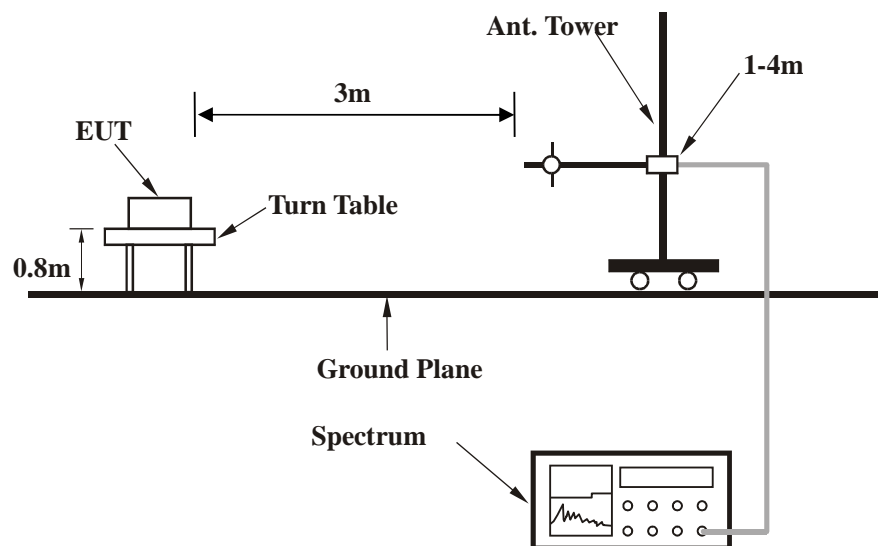 Ant. Tower
1-4m
3m
EUT
Turn Table
0.8m
Ground Plane
Spectrum